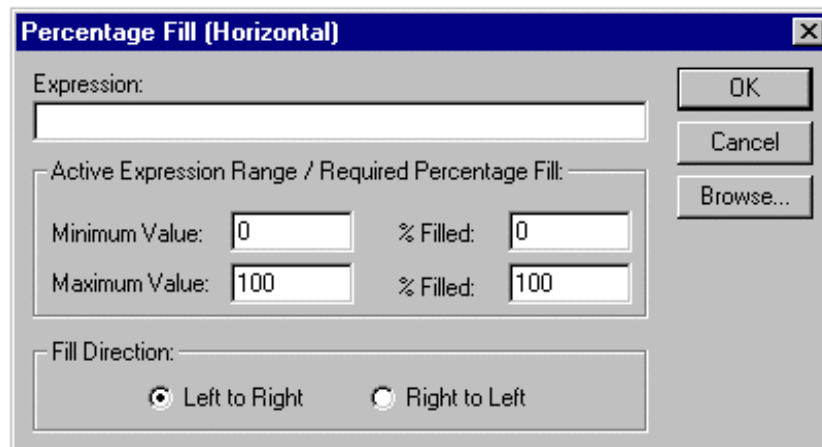 Percentage Fill (Horizontal)
Expression:
OK
Cancel
Browse...
Active Expression Range / Required Percentage Fill:
Minimum Value: 0 % Filled: 0
Maximum Value: 100 % Filled: 100
Fill Direction:
Left to Right Right to Left